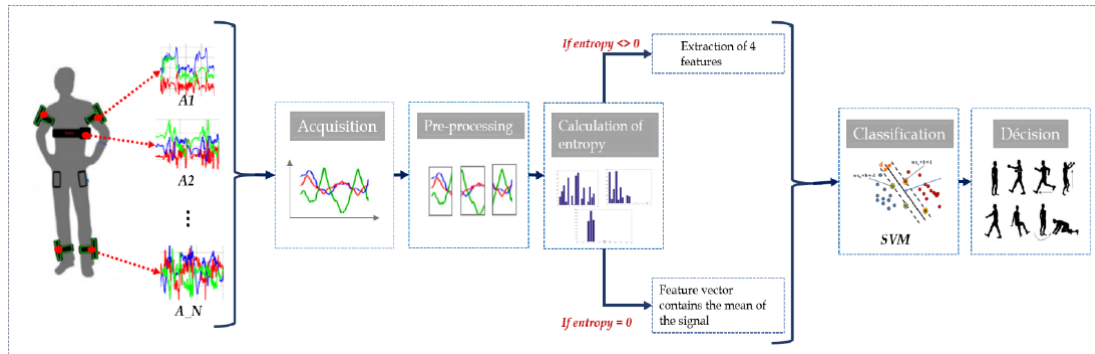 A1
A2
...
A_N
Acquisition
Pre-processing
Calculation of
entropy
If entropy <> 0
Extraction of 4
features
If entropy = 0
Feature vector
contains the mean of
the signal
Classification
SVM
Décision